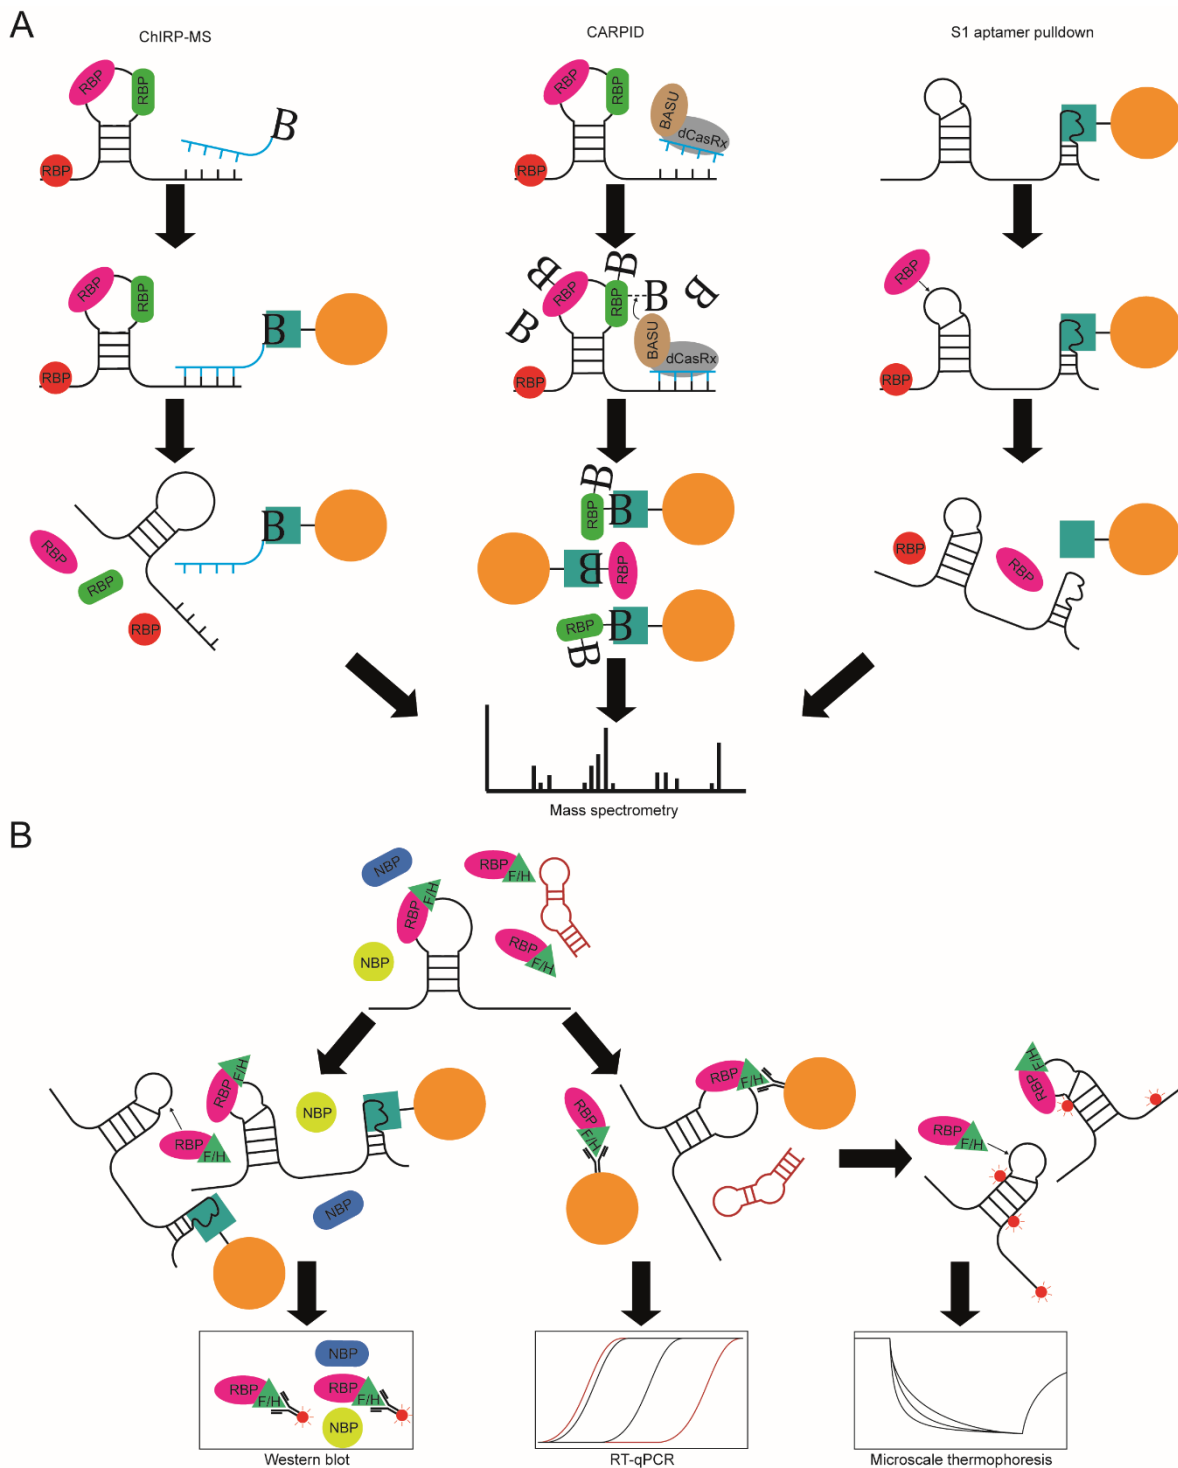 A
ChIRP-MS
CARPID
S1 aptamer pulldown
RBP
RBP
RBP
B
RBP
RBP
RBP
BASU
dCasRx
RBP
RBP
RBP
B
B
B
RBP
RBP
B
B
B
RBP
BASU
dCasRx
RBP
RBP
RBP
RBP
RBP
RBP
B
B
RBP
B
B
RBP
RBP
B
B
RBP
RBP
Mass spectrometry
B
NBP
RBP
F/H
RBP
F/H
RBP
F/H
NBP
RBP
F/H
RBP
F/H
NBP
NBP
RBP
F/H
RBP
F/H
RBP
F/H
RBP
F/H
NBP
RBP
F/H
RBP
F/H
NBP
Western blot
RT-qPCR
Microscale thermophoresis